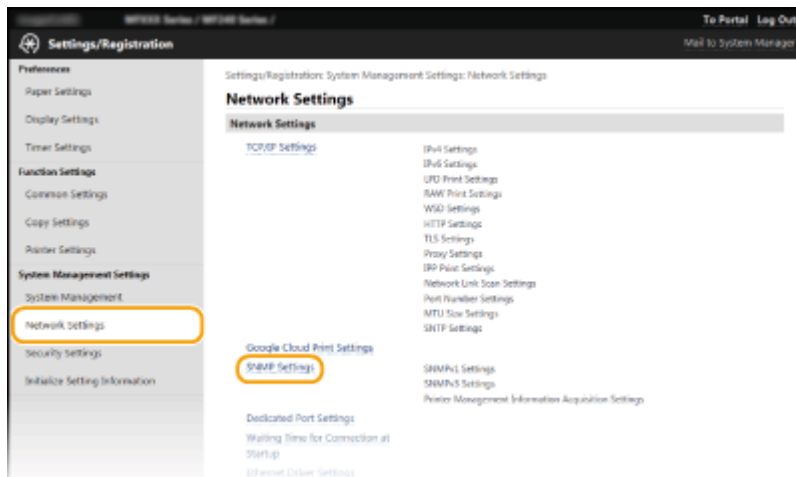 MFXXX Series / MF240 Series /
To Portal Log Out
Settings/Registration
Mail to System Manager
Preferences
Paper Settings
Display Settings
Timer Settings
Function Settings
Common Settings
Copy Settings
Printer Settings
System Management Settings
System Management
Network Settings
Security Settings
Initialize Setting Information
Settings/Registration: System Management Settings: Network Settings
Network Settings
Network Settings
TCP/IP Settings
IPv4 Settings
IPv6 Settings
LPD Print Settings
RAW Print Settings
WSD Settings
HTTP Settings
TLS Settings
Proxy Settings
IPP Print Settings
Network Link Scan Settings
Port Number Settings
MTU Size Settings
SNTP Settings
Google Cloud Print Settings
SNMP Settings
SNMPv1 Settings
SNMPv3 Settings
Printer Management Information Acquisition Settings
Dedicated Port Settings
Waiting Time for Connection at
Startup
Ethernet Driver Settings